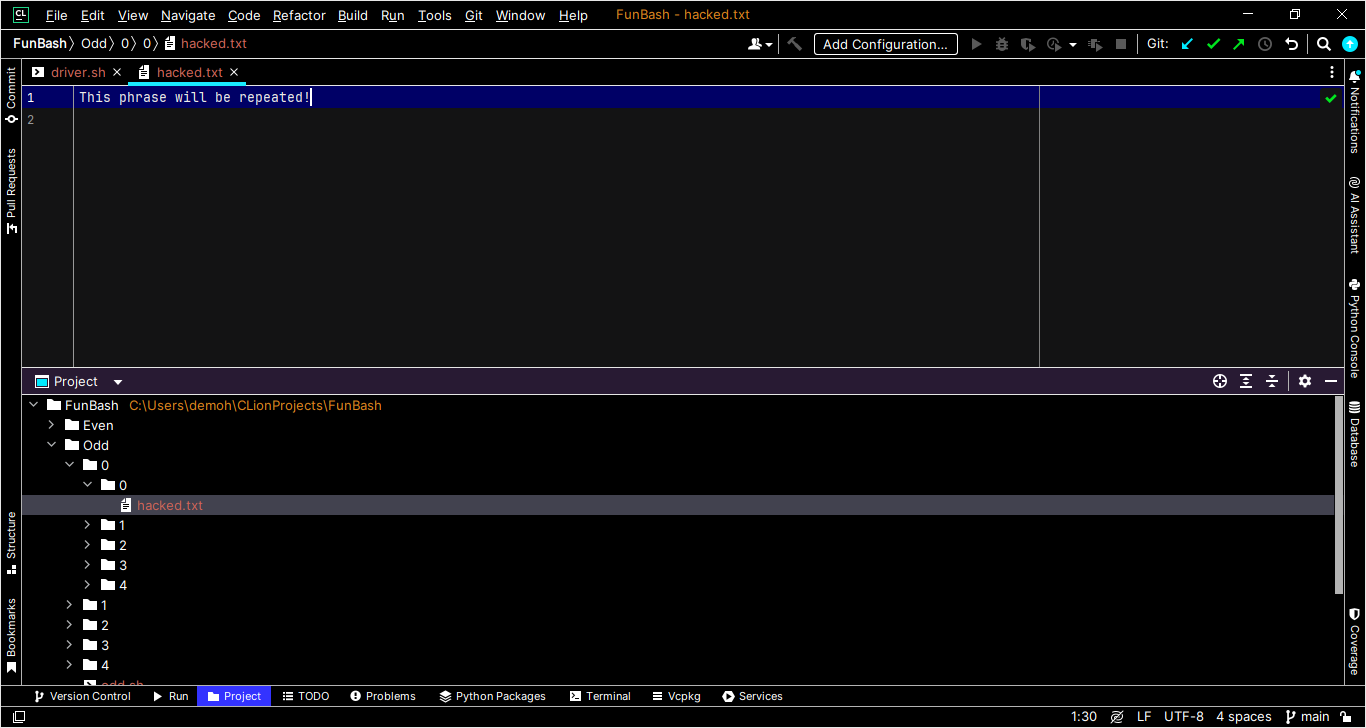 CL File Edit View Navigate Code Refactor Build Run Tools Git Window Help FunBash - hacked.txt
FunBash Odd 0 0 hacked.txt Add Configuration... Git:
driver.sh hacked.txt
1 This phrase will be repeated!
2
Commit
Pull Requests
Structure
Bookmarks
Notifications
AI Assistant
Python Console
Database
Coverage
Project
FunBash C:\Users\demoh\CLionProjects\FunBash
Even
Odd
0
0
hacked.txt
1
2
3
4
1
2
3
4
odd.sh
Version Control Run Project TODO Problems Python Packages Terminal Vcpkg Services
1:30 LF UTF-8 4 spaces main